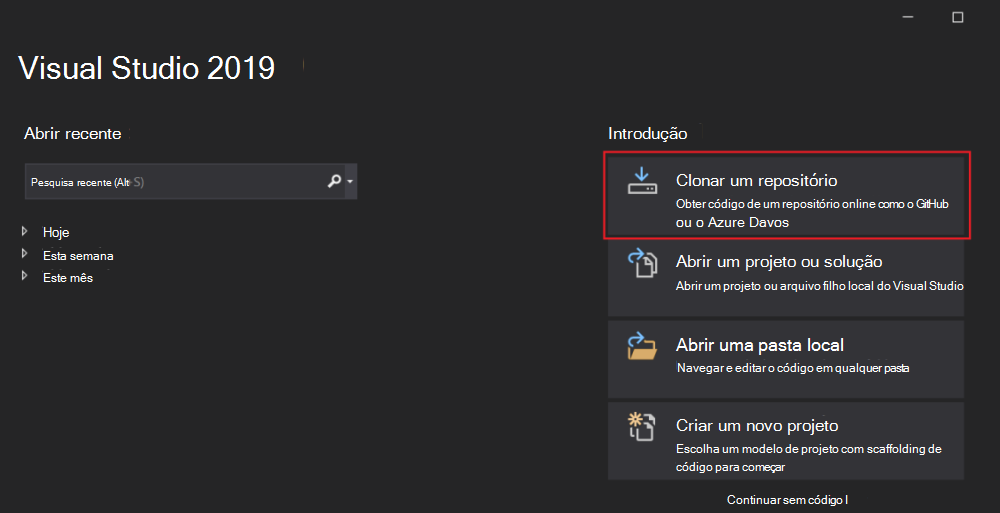 Visual Studio 2019
Abrir recente
Pesquisa recente (Alt+S)
Hoje
Esta semana
Este mês
Introdução
Clonar um repositório
Obter código de um repositório online como o GitHub
ou o Azure Davos
Abrir um projeto ou solução
Abrir um projeto ou arquivo filho local do Visual Studio
Abrir uma pasta local
Navegar e editar o código em qualquer pasta
Criar um novo projeto
Escolha um modelo de projeto com scaffolding de
código para começar
Continuar sem código l